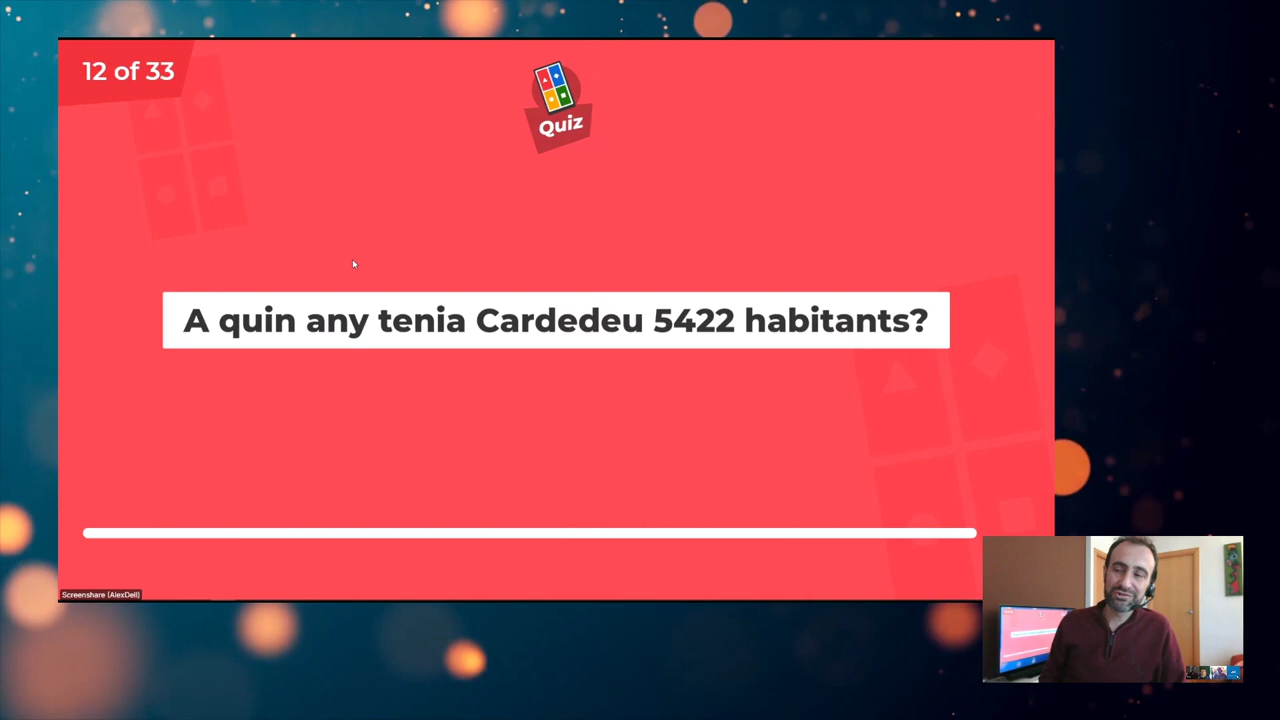 12 of 33
Quiz
A quin any tenia Cardedeu 5422 habitants?
Screenshare (AlexDell)